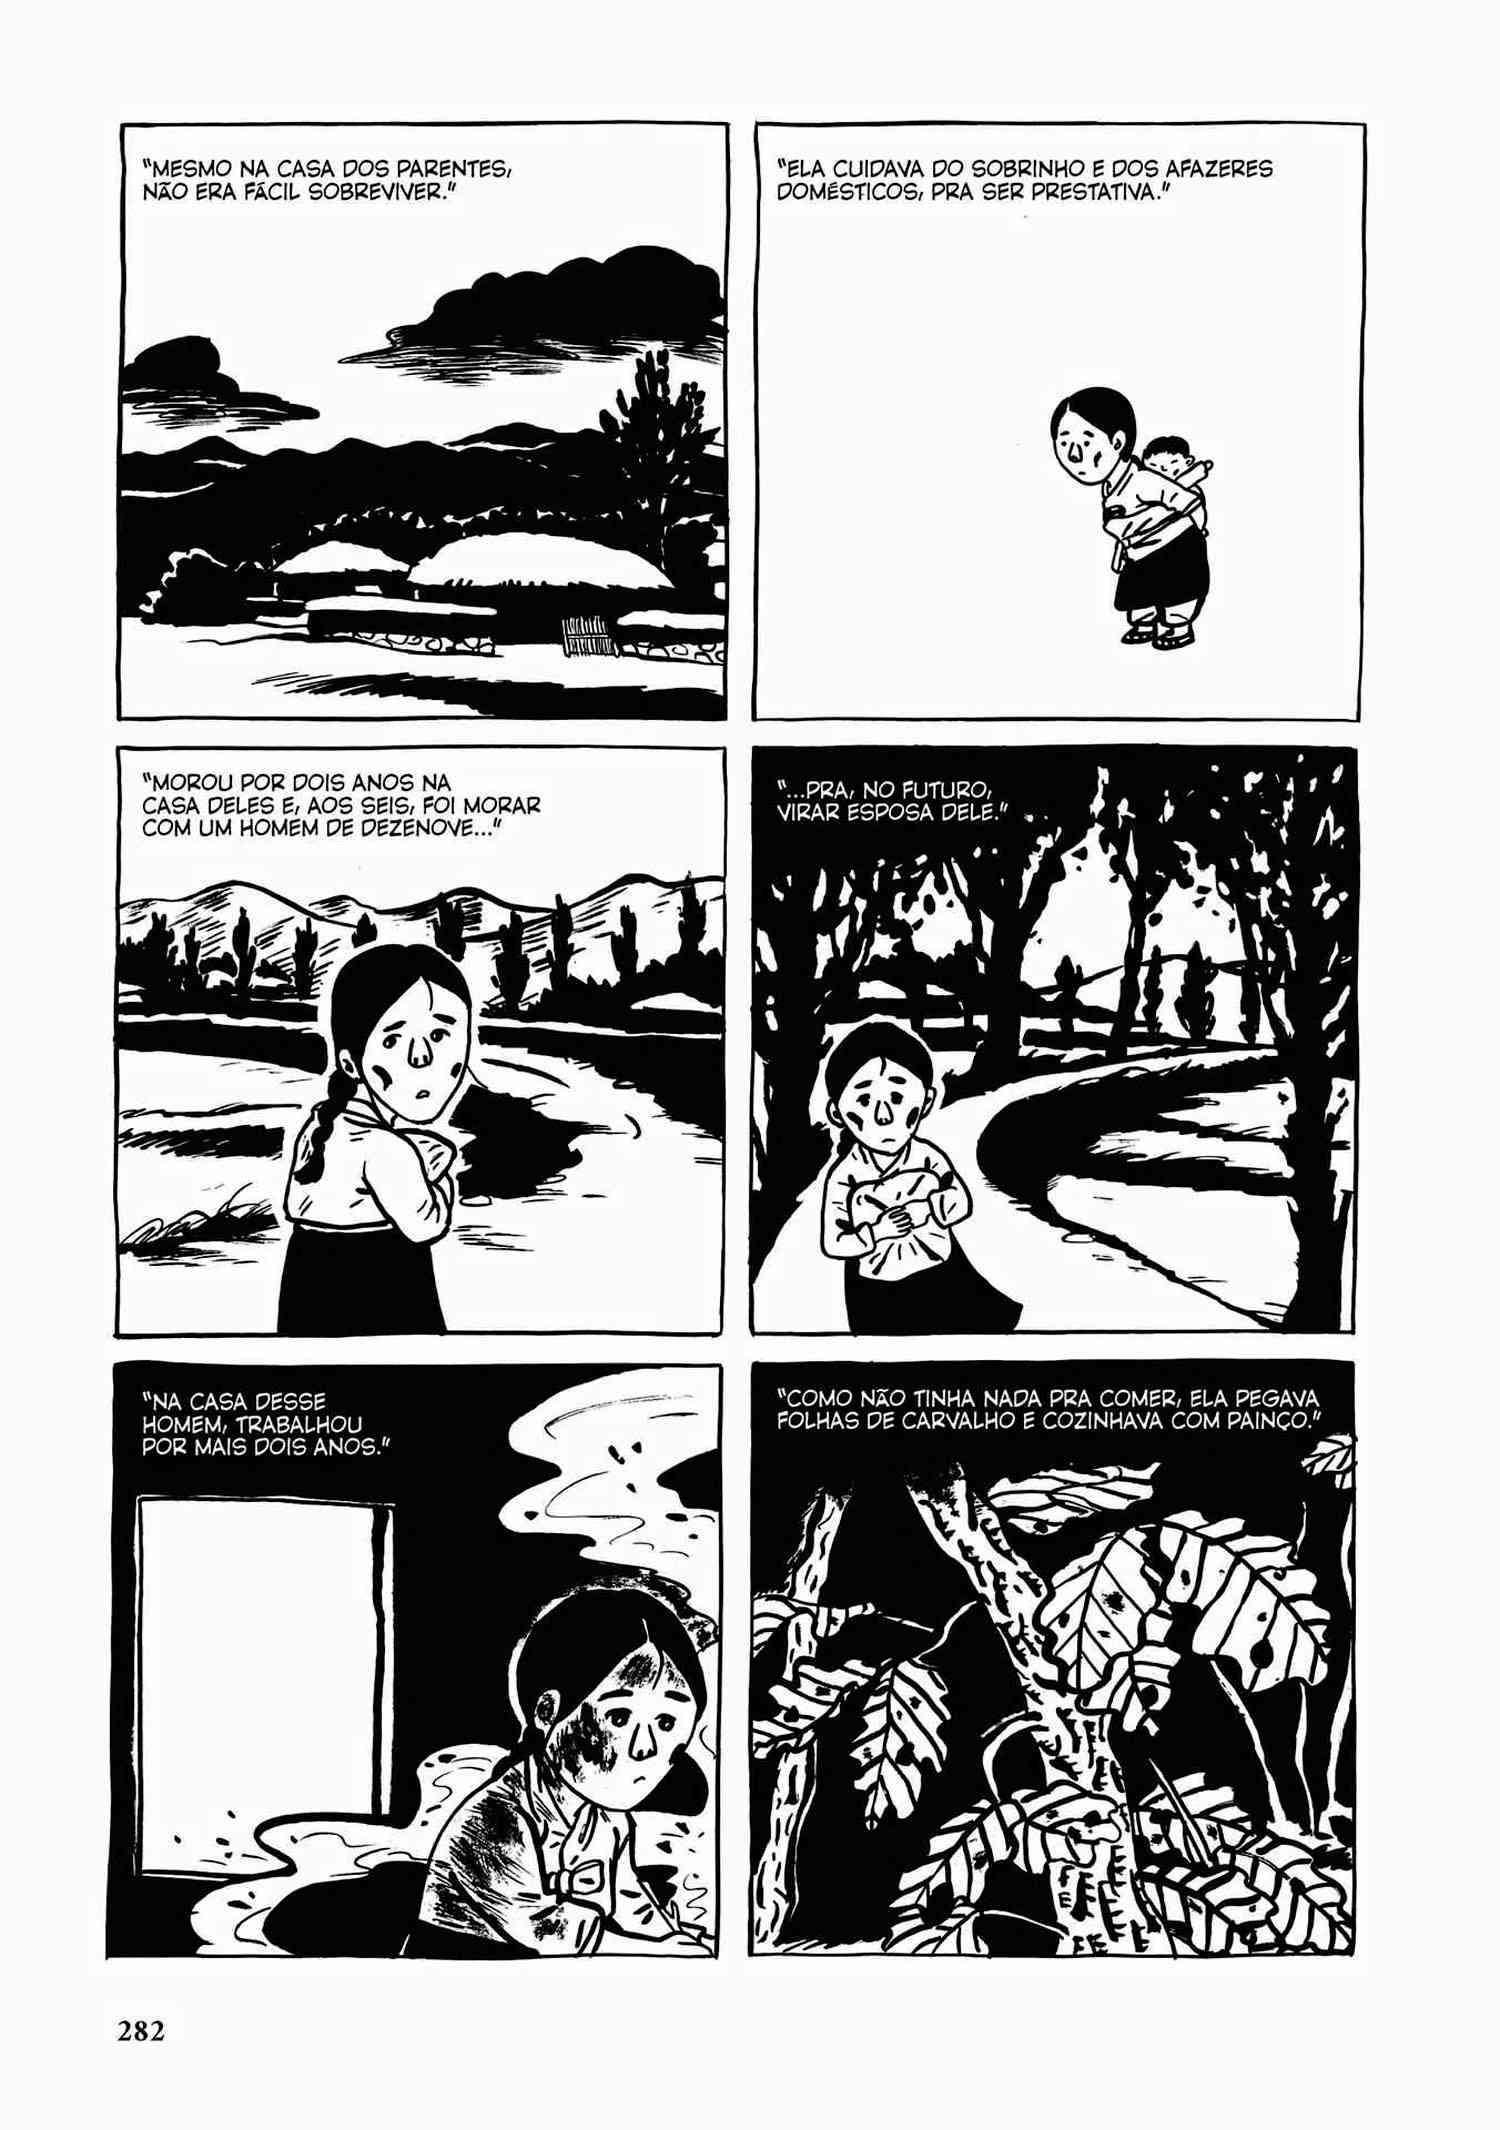 "MESMO NA CASA DOS PARENTES,
NÃO ERA FÁCIL SOBREVIVER."
"ELA CUIDAVA DO SOBRINHO E DOS AFAZERES
DOMÉSTICOS, PRA SER PRESTATIVA."
"MOROU POR DOIS ANOS NA
CASA DELES E, AOS SEIS, FOI MORAR
COM UM HOMEM DE DEZENOVE..."
"...PRA, NO FUTURO,
VIRAR ESPOSA DELE."
"NA CASA DESSE
HOMEM, TRABALHOU
POR MAIS DOIS ANOS."
"COMO NÃO TINHA NADA PRA COMER, ELA PEGAVA
FOLHAS DE CARVALHO E COZINHAVA COM PAINÇO."
282